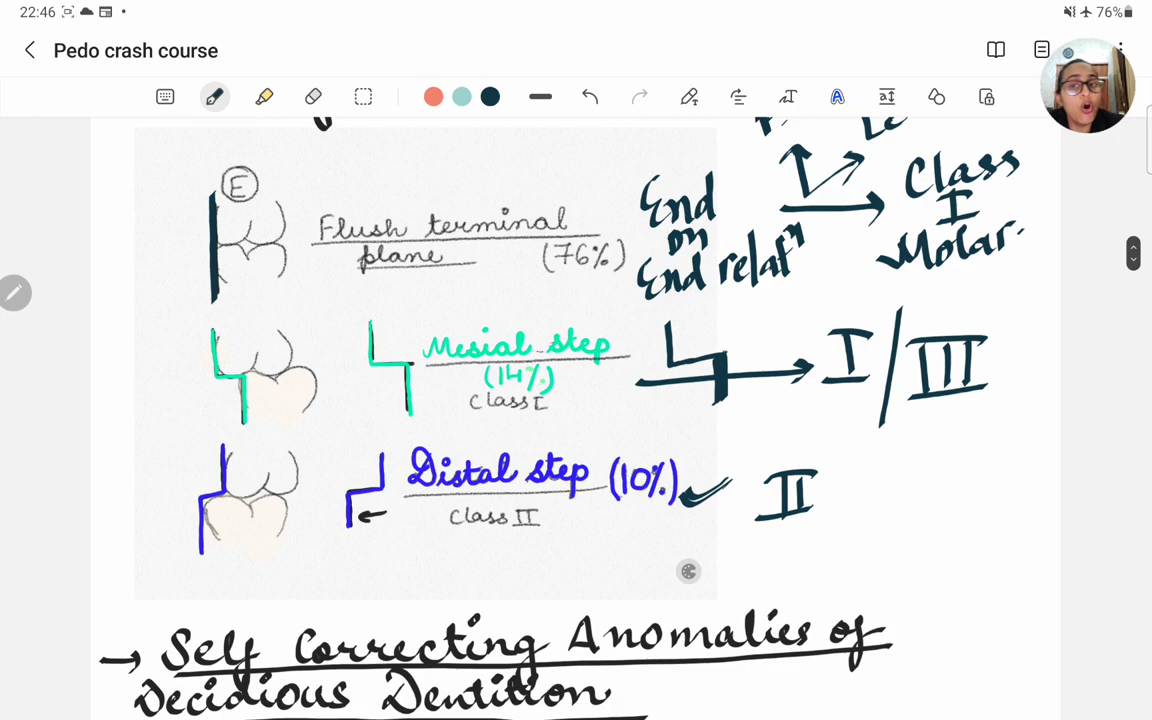 22:46
76%
Pedo crash course
E
Flush terminal
plane (76%)
End
on
End relatn
Class
I
Molar
Mesial step
(14%)
Class I
I/III
Distal step (10%)
Class II
II
→ Self Correcting Anomalies of
Decidious Dentition